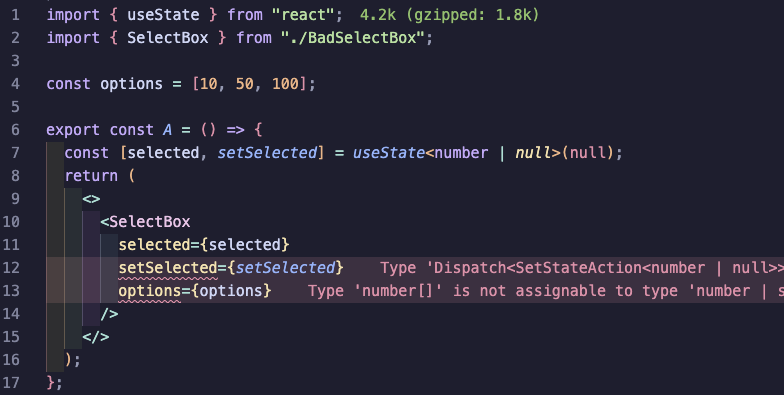 1 import { useState } from "react"; 4.2k (gzipped: 1.8k)
2 import { SelectBox } from "./BadSelectBox";
3
4 const options = [10, 50, 100];
5
6 export const A = () => {
7 const [selected, setSelected] = useState<number | null>(null);
8 return (
9 <>
10 <SelectBox
11 selected={selected}
12 setSelected={setSelected} Type 'Dispatch<SetStateAction<number | null>>
13 options={options} Type 'number[]' is not assignable to type 'number | s
14 />
15 </>
16 );
17 };